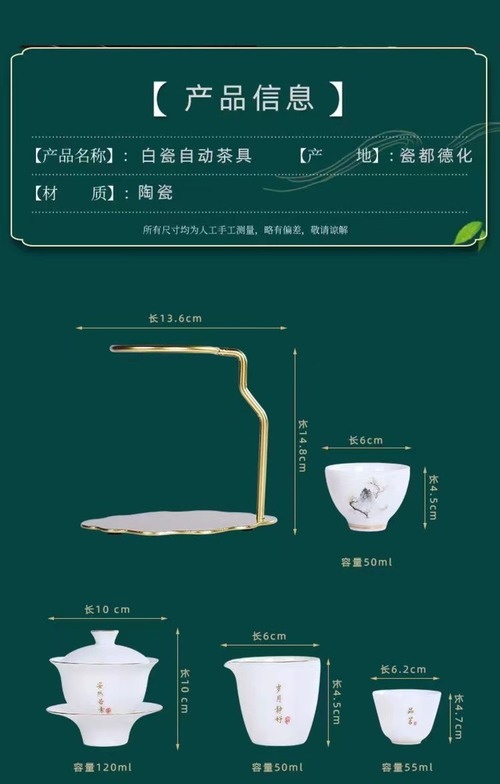 【产品信息】
【产品名称】：白瓷自动茶具 【产 地】：瓷都德化
【材 质】：陶瓷
所有尺寸均为人工手工测量，略有偏差，敬请谅解
长13.6cm
长14.8cm
长6cm
长4.5cm
容量50ml
长10 cm
长10 cm
容量120ml
长6cm
长4.5cm
岁月静好
容量50ml
长6.2cm
长4.7cm
品茗
容量55ml